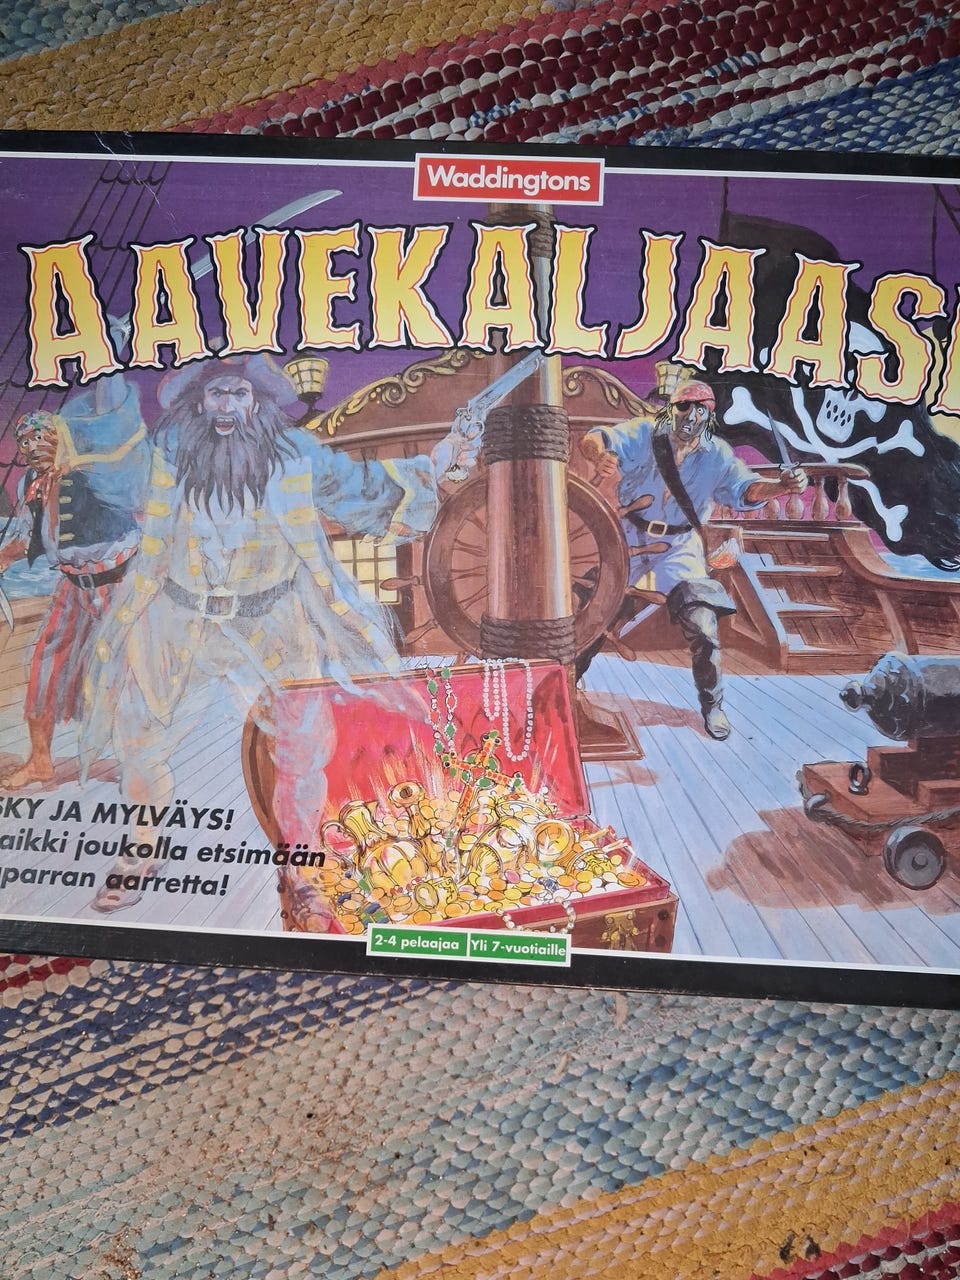 Waddingtons
AAVEKALJAAS
SKY JA MYLVÄYS!
aikki joukolla etsimään
parran aarretta!
2-4 pelaajaa Yli 7-vuotiaille